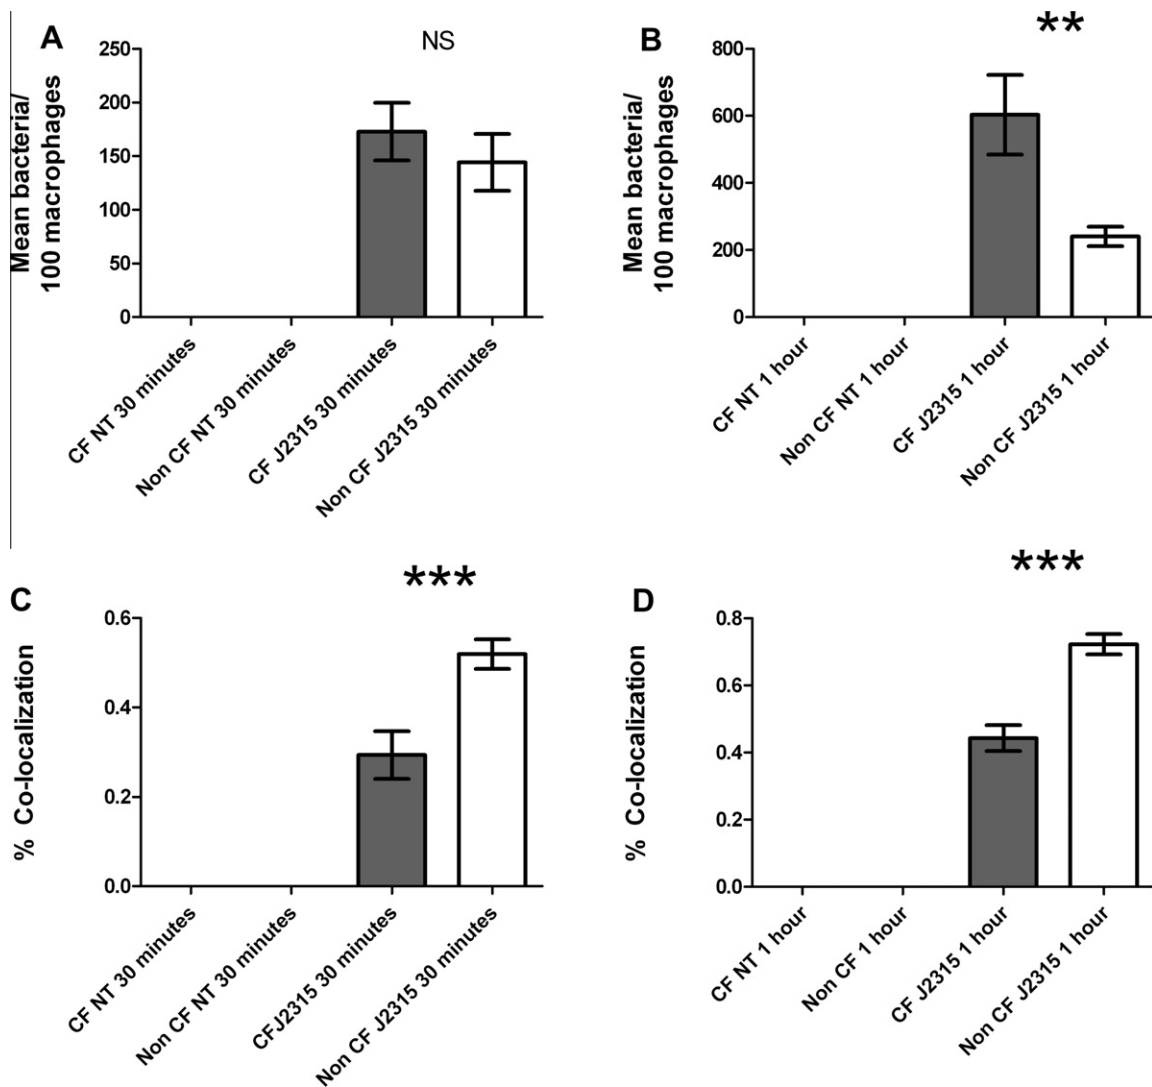 A
NS
Mean bacteria/
100 macrophages
250
200
150
100
50
0
CF NT 30 minutes
Non CF NT 30 minutes
CF J2315 30 minutes
Non CF J2315 30 minutes
B
**
Mean bacteria/
100 macrophages
800
600
400
200
0
CF NT 1 hour
Non CF NT 1 hour
CF J2315 1 hour
Non CF J2315 1 hour
C
***
% Co-localization
0.6
0.4
0.2
0.0
CF NT 30 minutes
Non CF NT 30 minutes
CFJ2315 30 minutes
Non CF J2315 30 minutes
D
***
% Co-localization
0.8
0.6
0.4
0.2
0.0
CF NT 1 hour
Non CF 1 hour
CF J2315 1 hour
Non CF J2315 1 hour